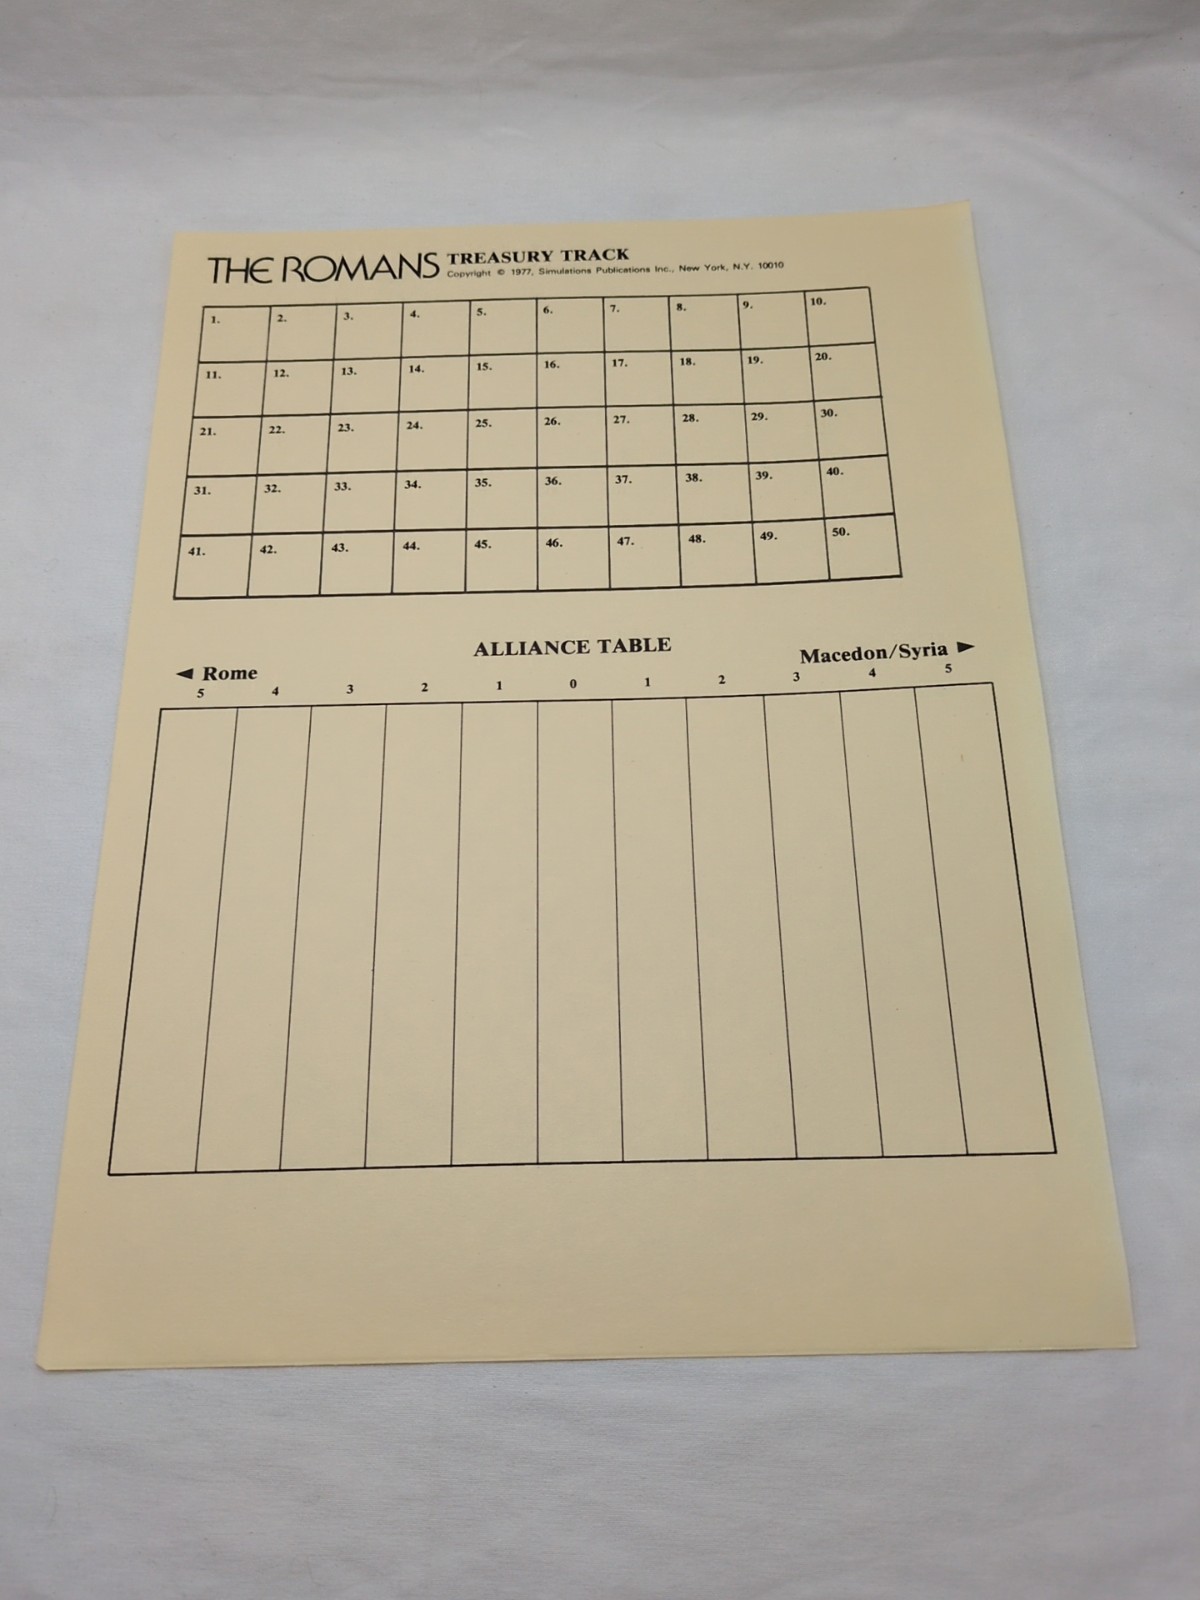 THE ROMANS TREASURY TRACK
Copyright © 1977, Simulations Publications Inc., New York, N.Y. 10010
1. 2. 3. 4. 5. 6. 7. 8. 9. 10.
11. 12. 13. 14. 15. 16. 17. 18. 19. 20.
21. 22. 23. 24. 25. 26. 27. 28. 29. 30.
31. 32. 33. 34. 35. 36. 37. 38. 39. 40.
41. 42. 43. 44. 45. 46. 47. 48. 49. 50.
ALLIANCE TABLE
◄ Rome Macedon/Syria ►
5 4 3 2 1 0 1 2 3 4 5